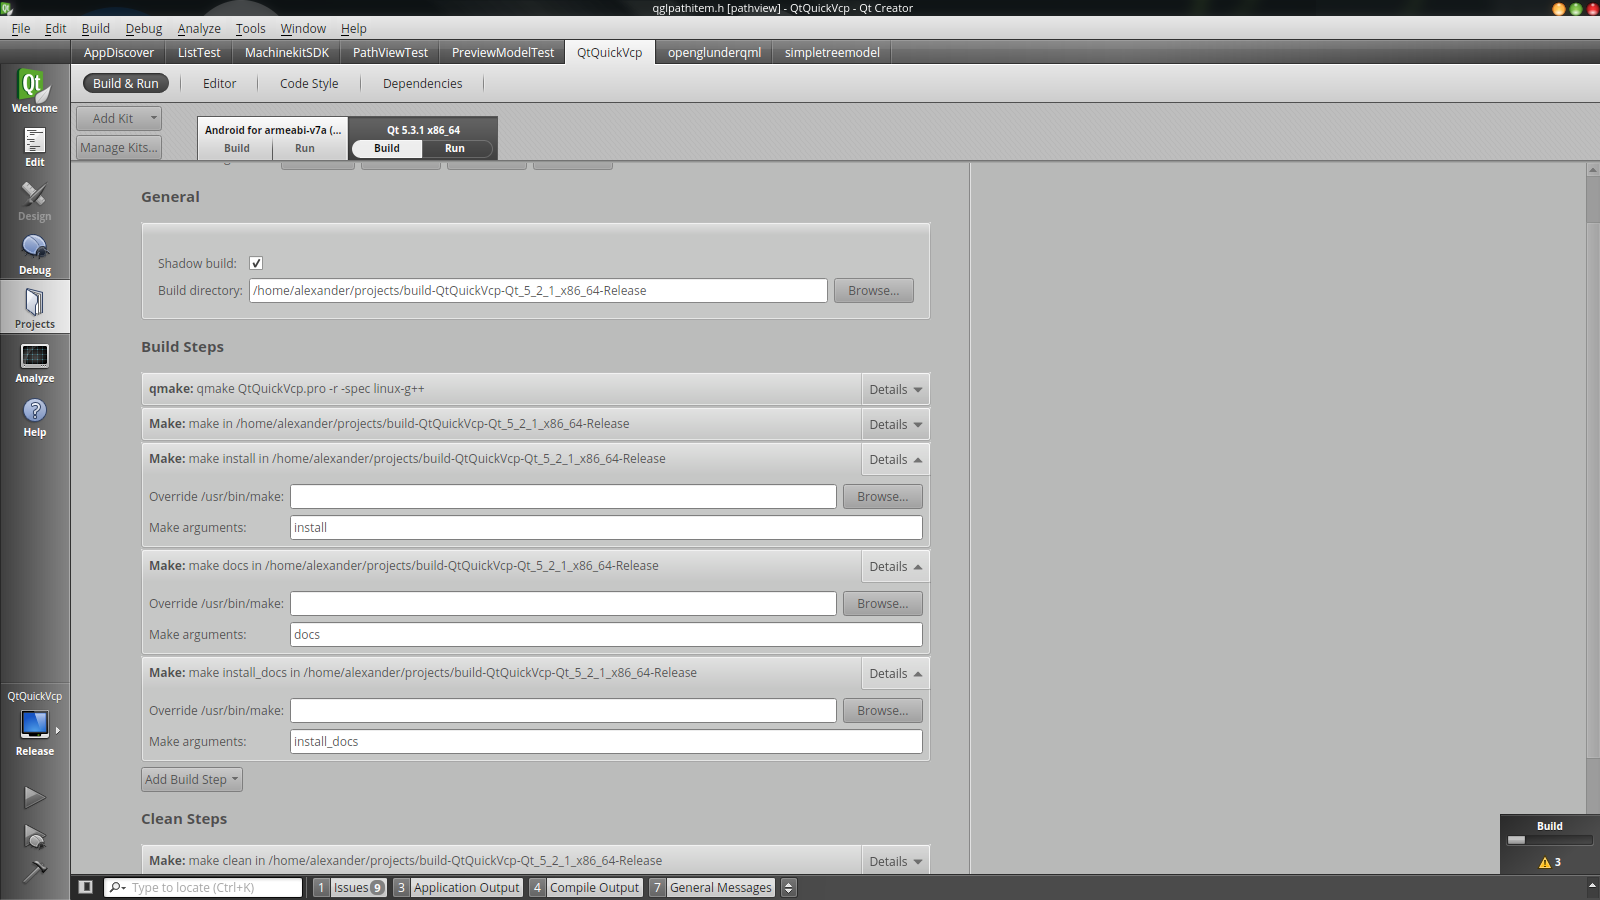 qglpathitem.h [pathview] - QtQuickVcp - Qt Creator
File Edit Build Debug Analyze Tools Window Help
AppDiscover ListTest MachinekitSDK PathViewTest PreviewModelTest QtQuickVcp openglunderqml simpletreemodel
Qt
Welcome
Edit
Design
Debug
Projects
Analyze
Help
Build & Run Editor Code Style Dependencies
Add Kit
Manage Kits...
Android for armeabi-v7a (...
Build Run
Qt 5.3.1 x86_64
Build Run
General
Shadow build:
Build directory: /home/alexander/projects/build-QtQuickVcp-Qt_5_2_1_x86_64-Release Browse...
Build Steps
qmake: qmake QtQuickVcp.pro -r -spec linux-g++ Details
Make: make in /home/alexander/projects/build-QtQuickVcp-Qt_5_2_1_x86_64-Release Details
Make: make install in /home/alexander/projects/build-QtQuickVcp-Qt_5_2_1_x86_64-Release Details
Override /usr/bin/make: Browse...
Make arguments: install
Make: make docs in /home/alexander/projects/build-QtQuickVcp-Qt_5_2_1_x86_64-Release Details
Override /usr/bin/make: Browse...
Make arguments: docs
Make: make install_docs in /home/alexander/projects/build-QtQuickVcp-Qt_5_2_1_x86_64-Release Details
Override /usr/bin/make: Browse...
Make arguments: install_docs
Add Build Step
Clean Steps
Make: make clean in /home/alexander/projects/build-QtQuickVcp-Qt_5_2_1_x86_64-Release Details
QtQuickVcp
Release
Build
3
Type to locate (Ctrl+K) 1 Issues 9 3 Application Output 4 Compile Output 7 General Messages